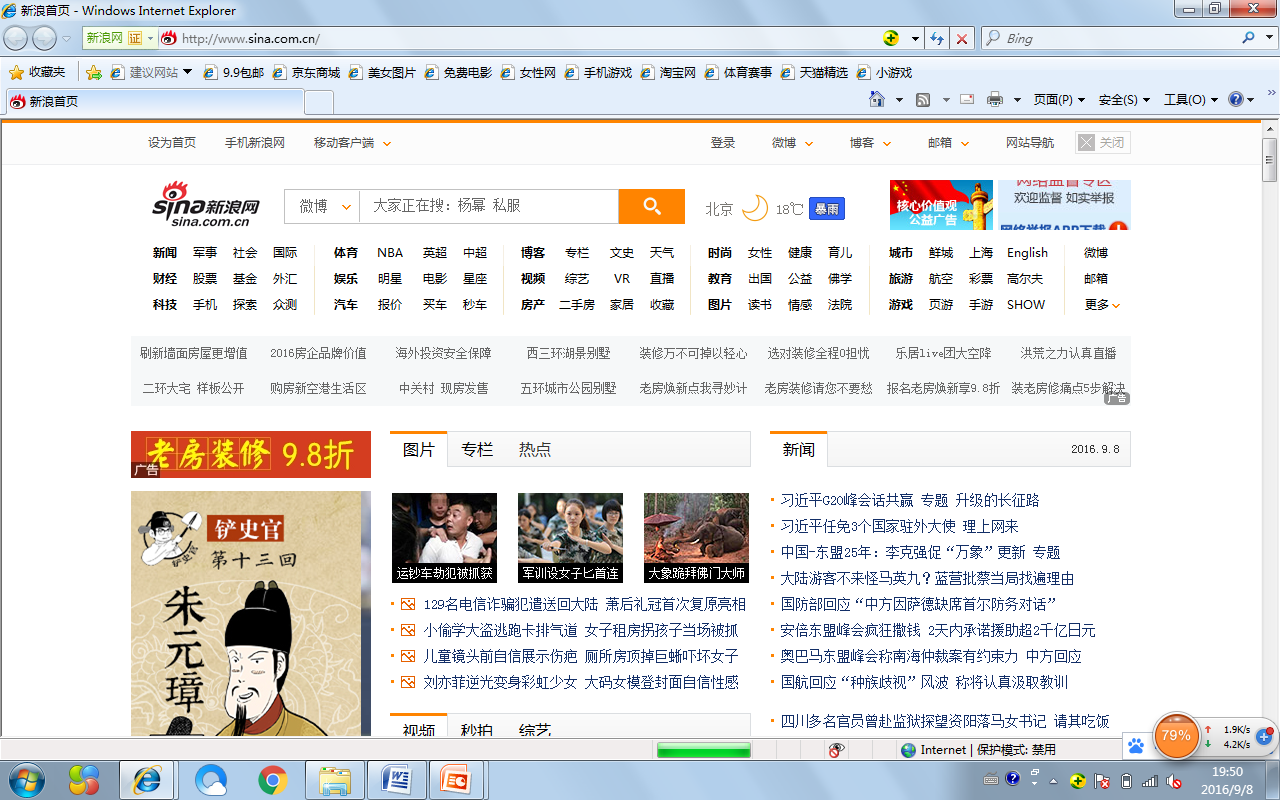 新浪首页 - Windows Internet Explorer
新浪网 证 http://www.sina.com.cn/ Bing
收藏夹 建议网站 9.9包邮 京东商城 美女图片 免费电影 女性网 手机游戏 淘宝网 体育赛事 天猫精选 小游戏
新浪首页 页面(P) 安全(S) 工具(O)
设为首页 手机新浪网 移动客户端 登录 微博 博客 邮箱 网站导航 关闭
sina新浪网
sina.com.cn
微博 大家正在搜：杨幂 私服
北京 18℃ 暴雨
核心价值观
公益广告
网络监督专区
欢迎监督 如实举报
网络举报APP下载
新闻 军事 社会 国际 体育 NBA 英超 中超 博客 专栏 文史 天气 时尚 女性 健康 育儿 城市 鲜城 上海 English 微博
财经 股票 基金 外汇 娱乐 明星 电影 星座 视频 综艺 VR 直播 教育 出国 公益 佛学 旅游 航空 彩票 高尔夫 邮箱
科技 手机 探索 众测 汽车 报价 买车 秒车 房产 二手房 家居 收藏 图片 读书 情感 法院 游戏 页游 手游 SHOW 更多
刷新墙面房屋更增值 2016房企品牌价值 海外投资安全保障 西三环湖景别墅 装修万不可掉以轻心 选对装修全程0担忧 乐居live团大空降 洪荒之力认真直播
二环大宅 样板公开 购房新空港生活区 中关村 现房发售 五环城市公园别墅 老房焕新点我寻妙计 老房装修请您不要愁 报名老房焕新享9.8折 装老房修痛点5步解决
广告
老房装修 9.8折
广告
图片 专栏 热点
新闻 2016.9.8
铲史官
铲史官
第十三回
朱元璋
运钞车劫犯被抓获 军训设女子匕首连 大象跪拜佛门大师
129名电信诈骗犯遣送回大陆 萧后礼冠首次复原亮相
小偷学大盗逃跑卡排气道 女子租房拐孩子当场被抓
儿童镜头前自信展示伤疤 厕所房顶掉巨蜥吓坏女子
刘亦菲逆光变身彩虹少女 大码女模登封面自信性感
视频 秒拍 综艺
习近平G20峰会话共赢 专题 升级的长征路
习近平任免3个国家驻外大使 理上网来
中国-东盟25年：李克强促“万象”更新 专题
大陆游客不来怪马英九？蓝营批蔡当局找遍理由
国防部回应“中方因萨德缺席首尔防务对话”
安倍东盟峰会疯狂撒钱 2天内承诺援助超2千亿日元
奥巴马东盟峰会称南海仲裁案有约束力 中方回应
国航回应“种族歧视”风波 称将认真汲取教训
四川多名官员曾赴监狱探望资阳落马女书记 请其吃饭
79% 1.9K/s
4.2K/s
Internet | 保护模式: 禁用
19:50
2016/9/8